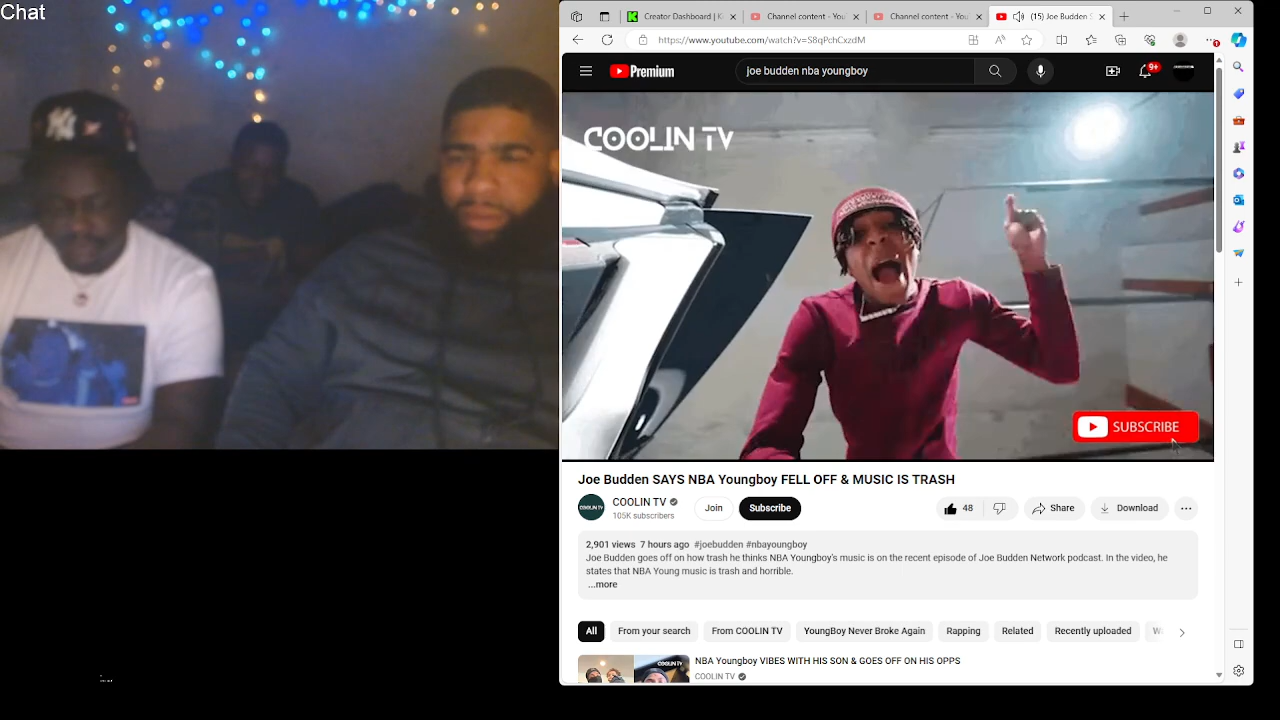 Chat
Creator Dashboard | K
Channel content - You
Channel content - You
(15) Joe Budden S
https://www.youtube.com/watch?v=S8qPchCxzdM
Premium
joe budden nba youngboy
9+
COOLIN TV
SUBSCRIBE
Joe Budden SAYS NBA Youngboy FELL OFF & MUSIC IS TRASH
COOLIN TV
105K subscribers
Join
Subscribe
48
Share
Download
2,901 views 7 hours ago #joebudden #nbayoungboy
Joe Budden goes off on how trash he thinks NBA Youngboy's music is on the recent episode of Joe Budden Network podcast. In the video, he
states that NBA Young music is trash and horrible.
...more
All
From your search
From COOLIN TV
YoungBoy Never Broke Again
Rapping
Related
Recently uploaded
NBA Youngboy VIBES WITH HIS SON & GOES OFF ON HIS OPPS
COOLIN TV
COOLIN TV